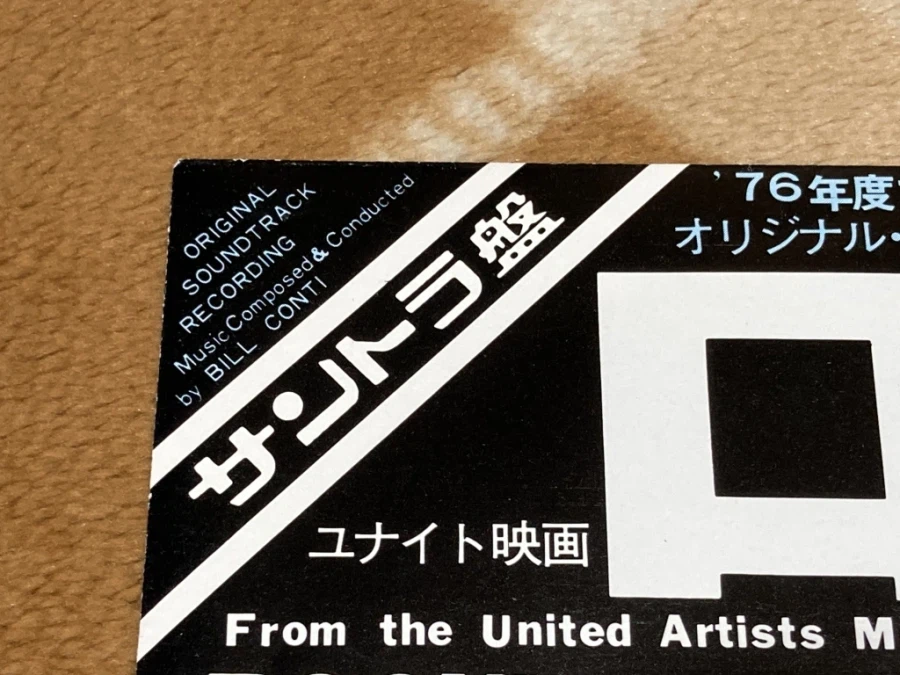 ORIGINAL
SOUNDTRACK
RECORDING
Music Composed & Conducted
by BILL CONTI
サントラ盤
'76年度
オリジナル・
ユナイト映画
From the United Artists M